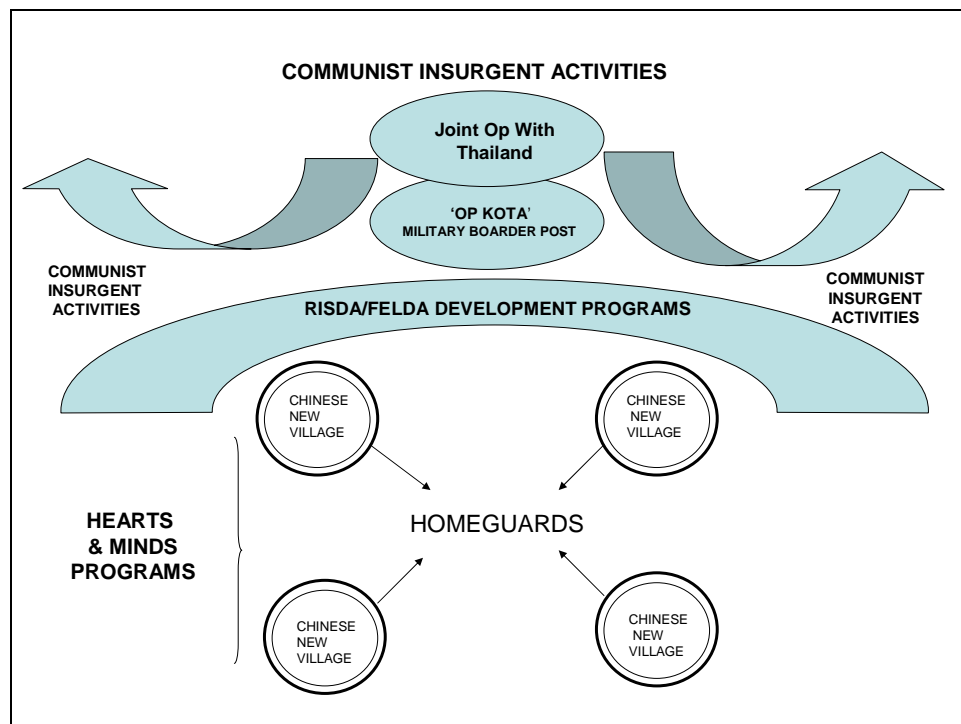 COMMUNIST INSURGENT ACTIVITIES
Joint Op With
Thailand
‘OP KOTA’
MILITARY BOARDER POST
COMMUNIST
INSURGENT
ACTIVITIES
COMMUNIST
INSURGENT
ACTIVITIES
RISDA/FELDA DEVELOPMENT PROGRAMS
CHINESE
NEW
VILLAGE
CHINESE
NEW
VILLAGE
HEARTS
& MINDS
PROGRAMS
HOMEGUARDS
CHINESE
NEW
VILLAGE
CHINESE
NEW
VILLAGE